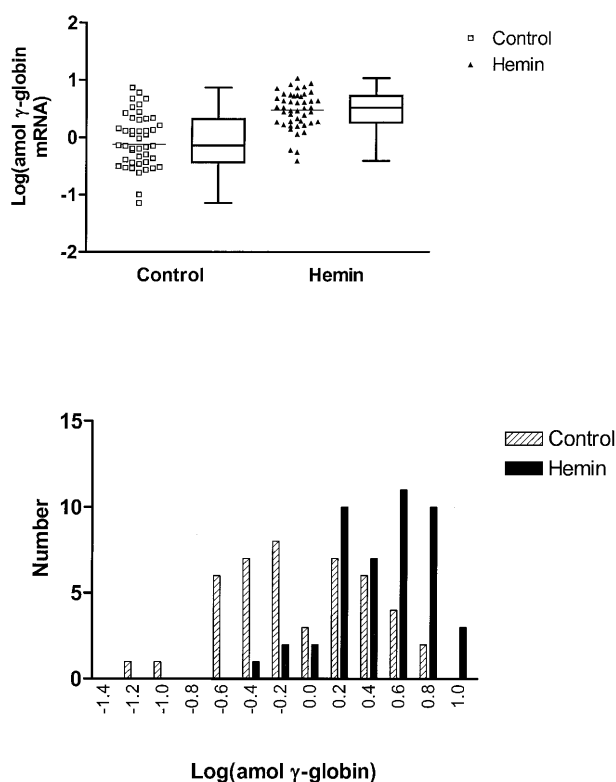 2
1
0
-1
-2
Log(amol γ-globin
mRNA)
Control
Hemin
Control
Hemin
15
10
5
0
Number
Control
Hemin
-1.4
-1.2
-1.0
-0.8
-0.6
-0.4
-0.2
0.0
0.2
0.4
0.6
0.8
1.0
Log(amol γ-globin)